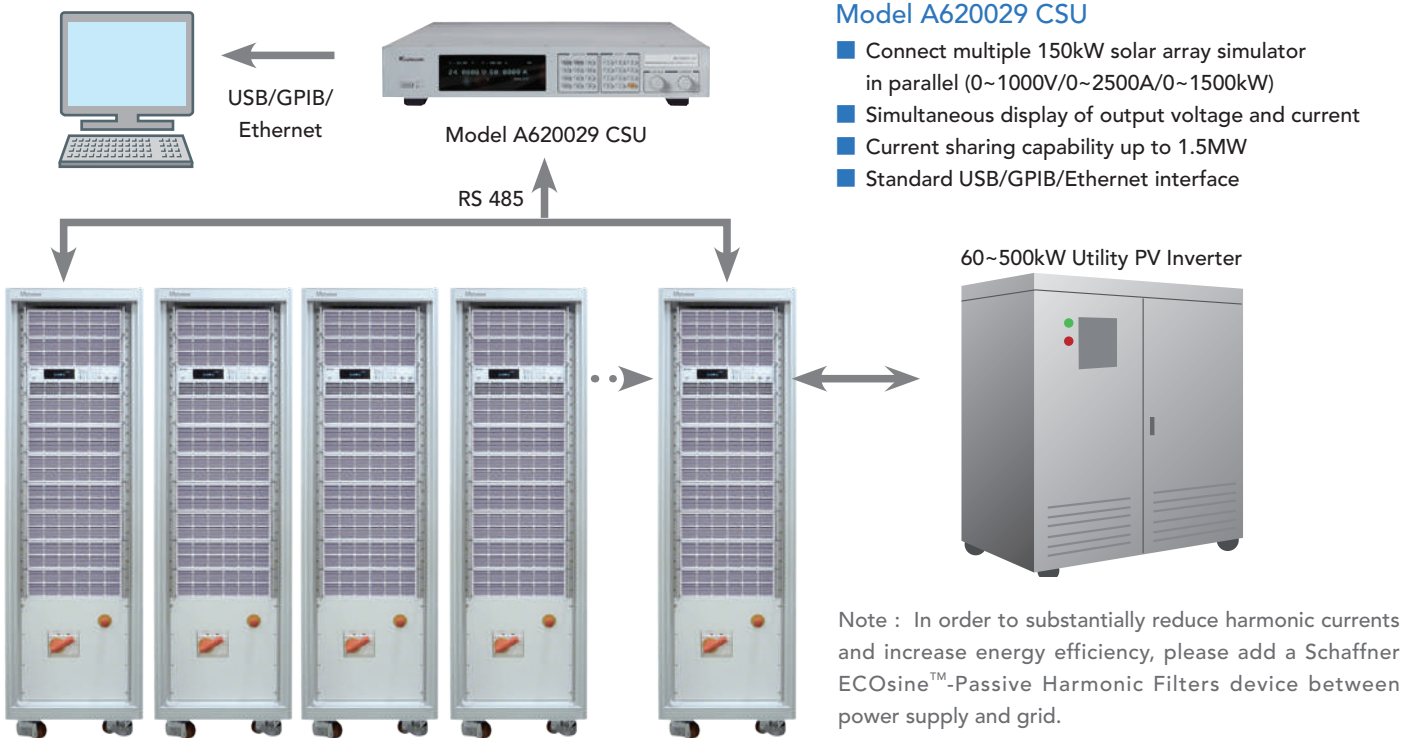 Model A620029 CSU
Connect multiple 150kW solar array simulator
in parallel (0~1000V/0~2500A/0~1500kW)
Simultaneous display of output voltage and current
Current sharing capability up to 1.5MW
Standard USB/GPIB/Ethernet interface
USB/GPIB/
Ethernet
Model A620029 CSU
RS 485
60~500kW Utility PV Inverter
Note : In order to substantially reduce harmonic currents
and increase energy efficiency, please add a Schaffner
ECOsine™-Passive Harmonic Filters device between
power supply and grid.